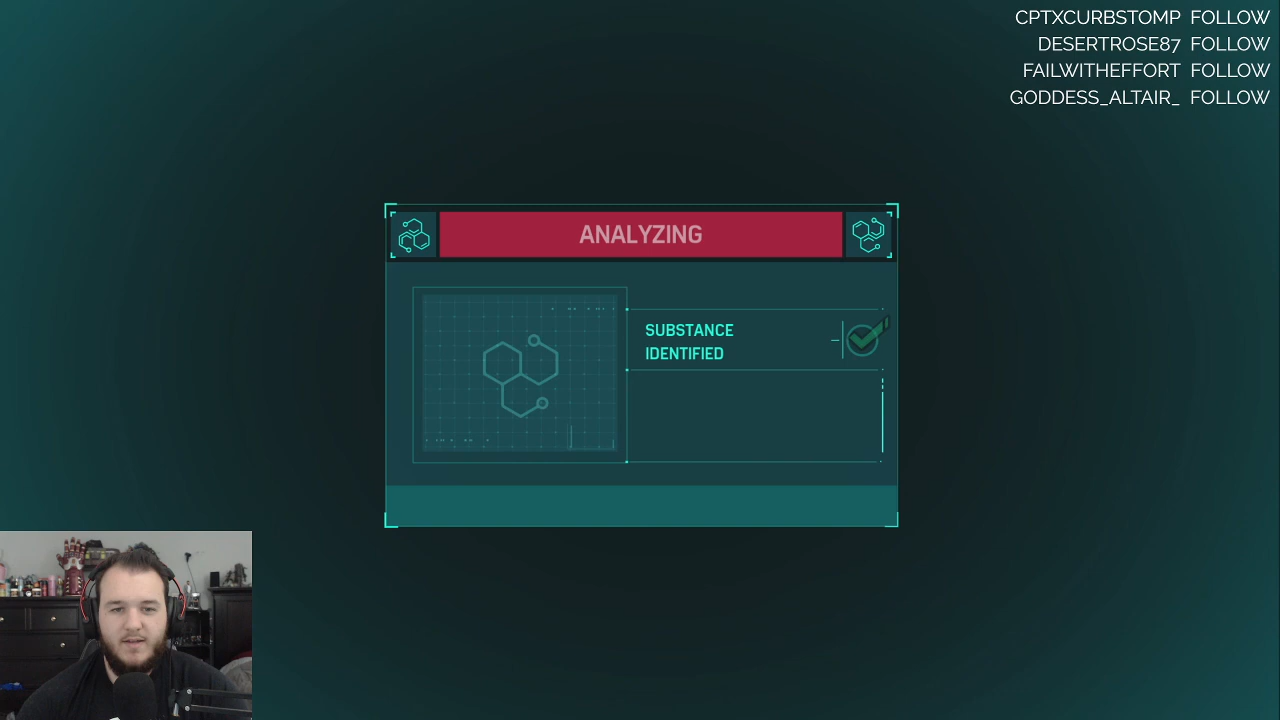 CPTXCURBSTOMP FOLLOW
DESERTROSE87 FOLLOW
FAILWITHEFFORT FOLLOW
GODDESS_ALTAIR_ FOLLOW
ANALYZING
SUBSTANCE
IDENTIFIED